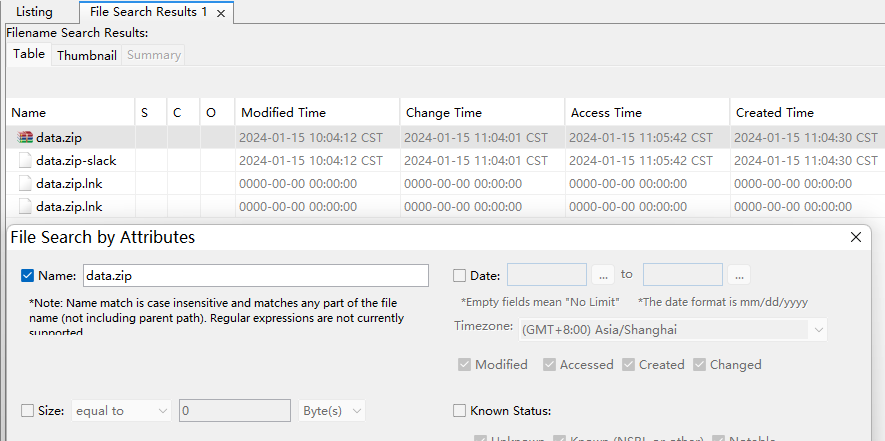 Listing File Search Results 1 ×
Filename Search Results:
Table Thumbnail Summary
Name S C O Modified Time Change Time Access Time Created Time
data.zip 2024-01-15 10:04:12 CST 2024-01-15 11:04:01 CST 2024-01-15 11:05:42 CST 2024-01-15 11:04:30 CST
data.zip-slack 2024-01-15 10:04:12 CST 2024-01-15 11:04:01 CST 2024-01-15 11:05:42 CST 2024-01-15 11:04:30 CST
data.zip.lnk 0000-00-00 00:00:00 0000-00-00 00:00:00 0000-00-00 00:00:00 0000-00-00 00:00:00
data.zip.lnk 0000-00-00 00:00:00 0000-00-00 00:00:00 0000-00-00 00:00:00 0000-00-00 00:00:00
File Search by Attributes
Name: data.zip Date: ... to ...
*Note: Name match is case insensitive and matches any part of the file
name (not including parent path). Regular expressions are not currently
supported
*Empty fields mean "No Limit" *The date format is mm/dd/yyyy
Timezone: (GMT+8:00) Asia/Shanghai
Modified Accessed Created Changed
Size: equal to 0 Byte(s) Known Status:
Unknown Known (NSRL or other) Notable